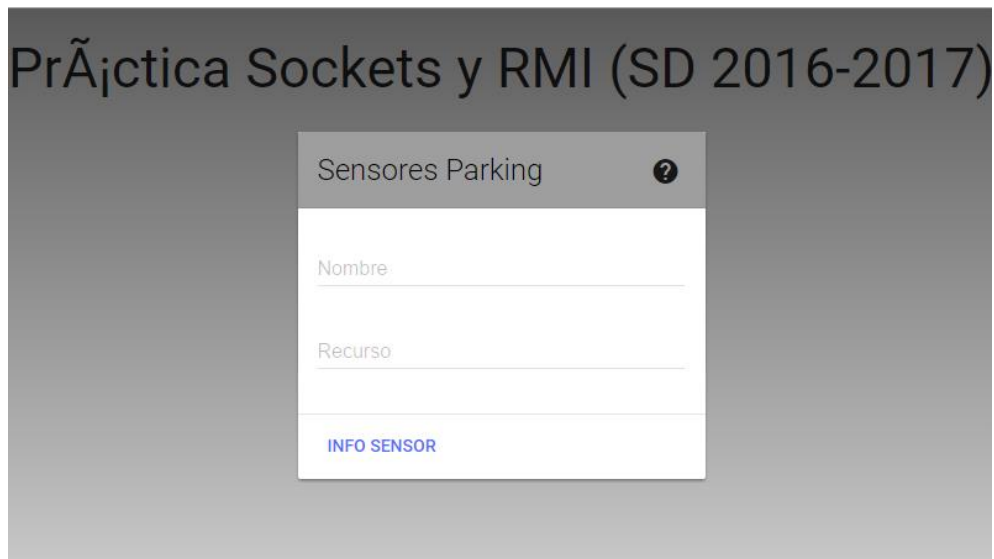 PrÃ¡ctica Sockets y RMI (SD 2016-2017)
Sensores Parking
Nombre
Recurso
INFO SENSOR